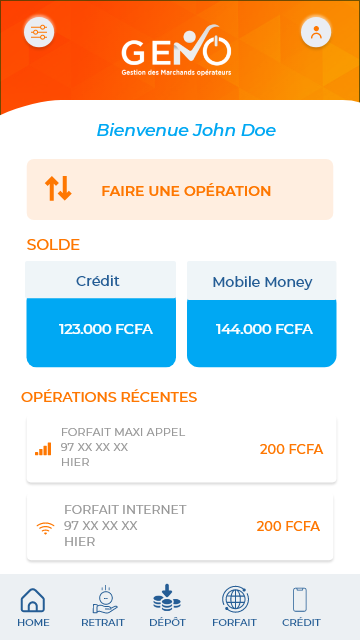 GEMO
Gestion des Marchands opérateurs
Bienvenue John Doe
FAIRE UNE OPÉRATION
SOLDE
Crédit
Mobile Money
123.000 FCFA
144.000 FCFA
OPÉRATIONS RÉCENTES
FORFAIT MAXI APPEL
97 XX XX XX
HIER
200 FCFA
FORFAIT INTERNET
97 XX XX XX
HIER
200 FCFA
HOME
RETRAIT
DÉPÔT
FORFAIT
CRÉDIT